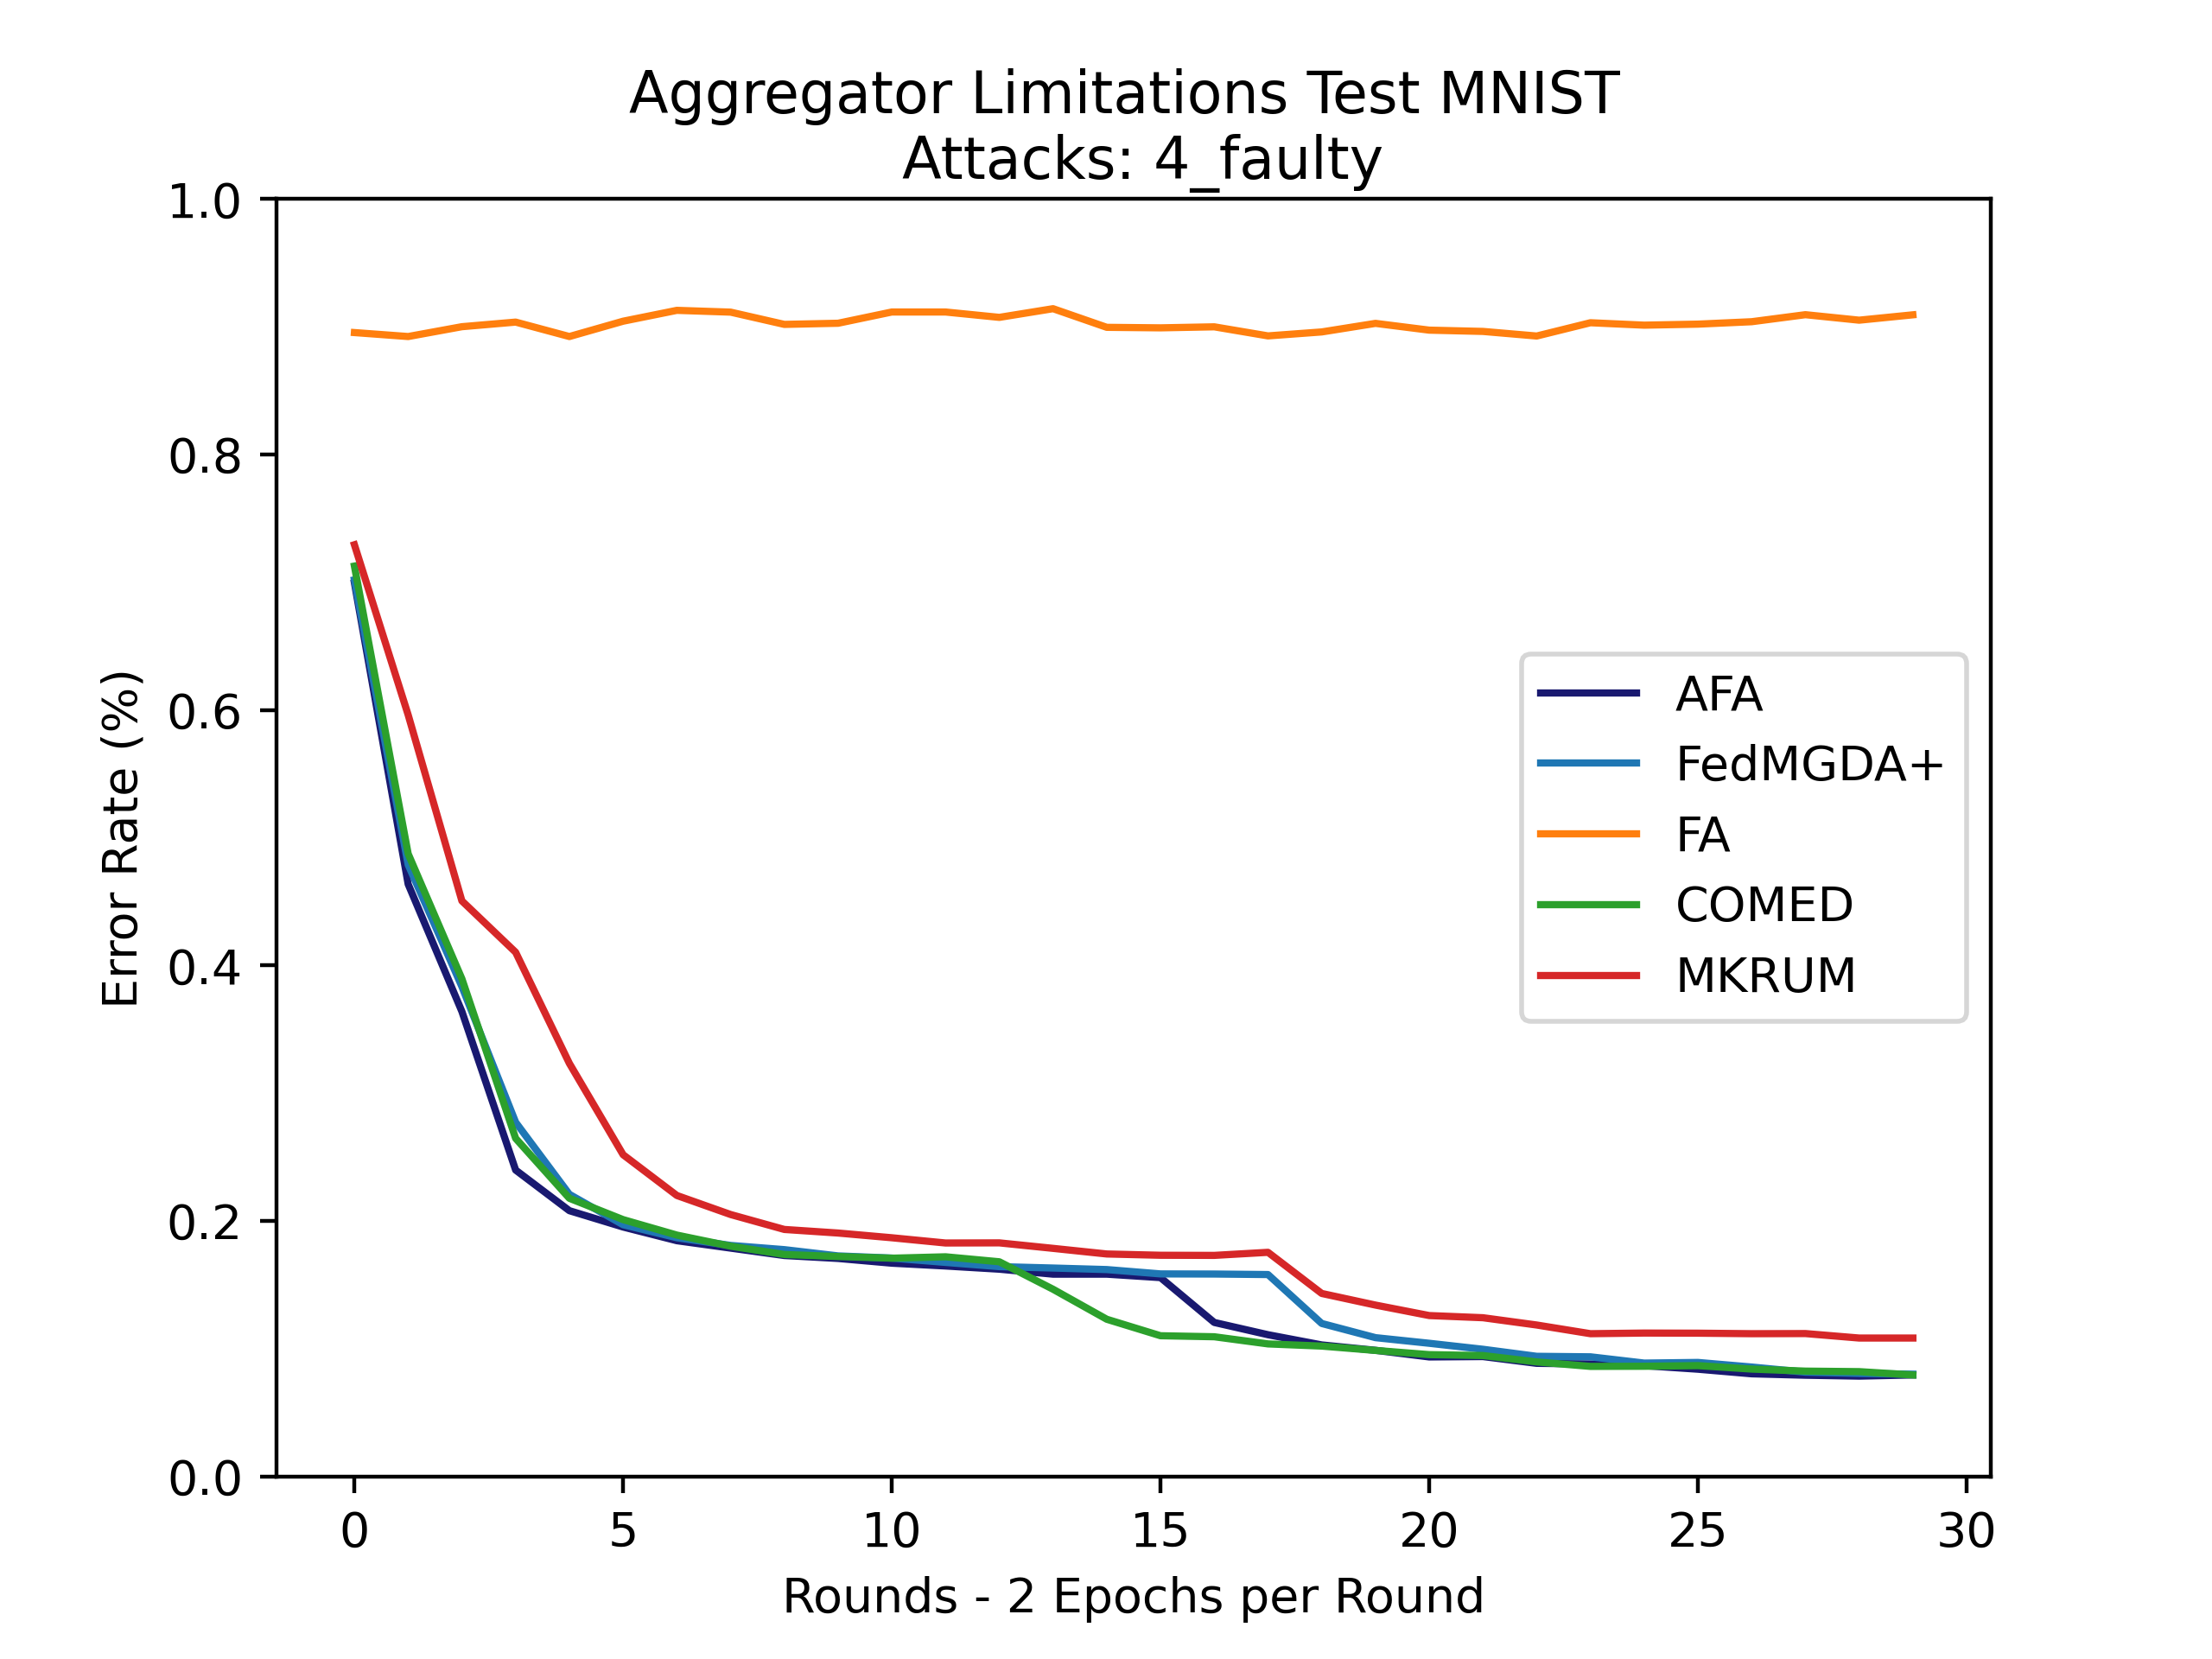 Aggregator Limitations Test MNIST
Attacks: 4_faulty
1.0
0.8
0.6
0.4
0.2
0.0
Error Rate (%)
AFA
FedMGDA+
FA
COMED
MKRUM
0 5 10 15 20 25 30
Rounds - 2 Epochs per Round